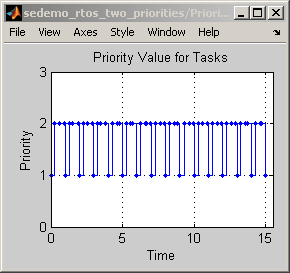 sedemo_rtos_two_priorities/Priori...
File View Axes Style Window Help
Priority Value for Tasks
3
2
1
0
Priority
0 5 10 15
Time